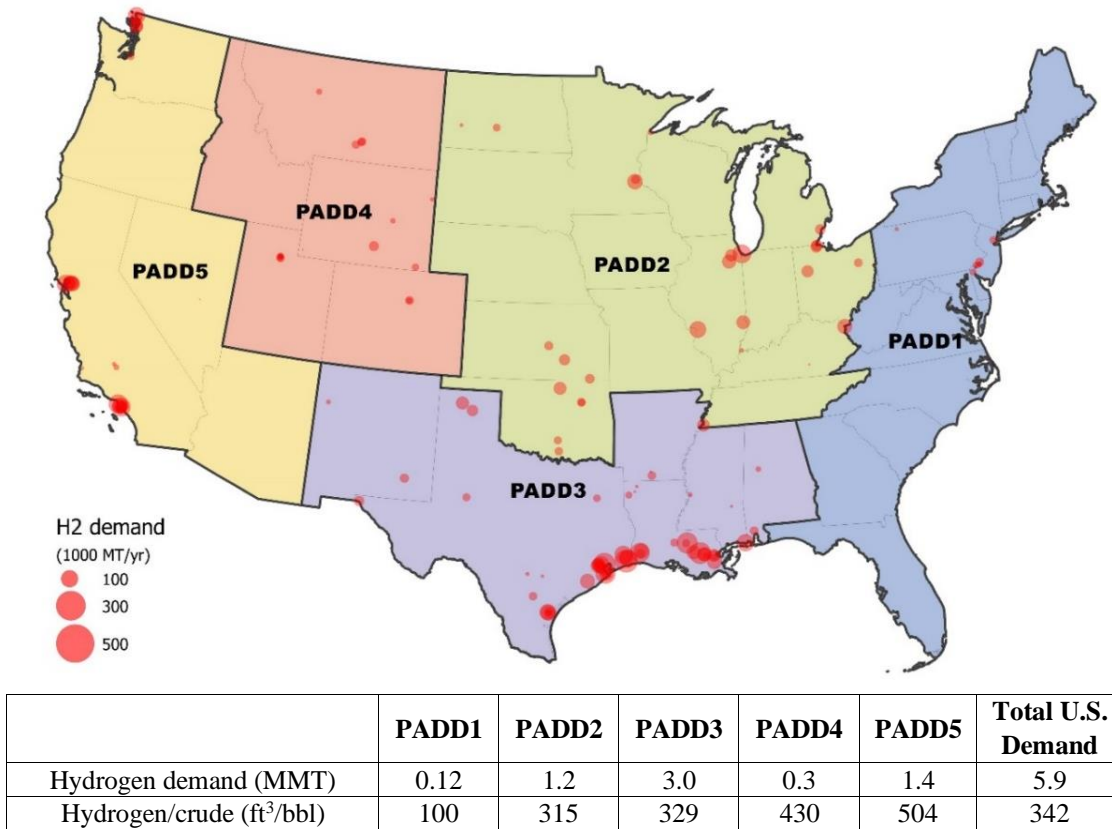 PADD4
PADD5
PADD2
PADD1
PADD3
H2 demand
(1000 MT/yr)
100
300
500
PADD1 PADD2 PADD3 PADD4 PADD5 Total U.S. Demand
Hydrogen demand (MMT) 0.12 1.2 3.0 0.3 1.4 5.9
Hydrogen/crude (ft³/bbl) 100 315 329 430 504 342